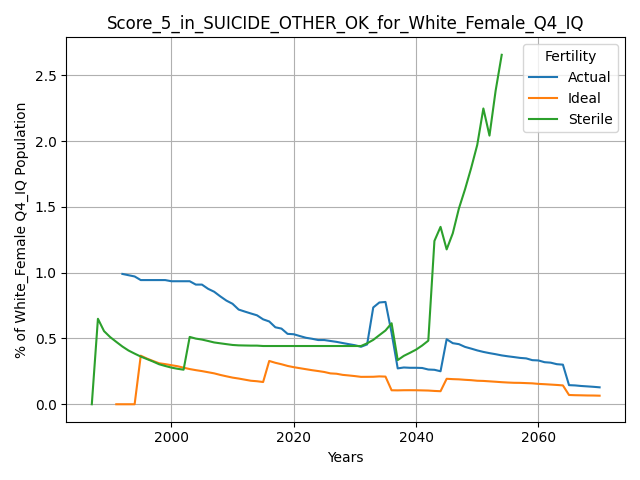 Score_5_in_SUICIDE_OTHER_OK_for_White_Female_Q4_IQ
% of White_Female Q4_IQ Population
2.5
2.0
1.5
1.0
0.5
0.0
Fertility
Actual
Ideal
Sterile
2000
2020
2040
2060
Years